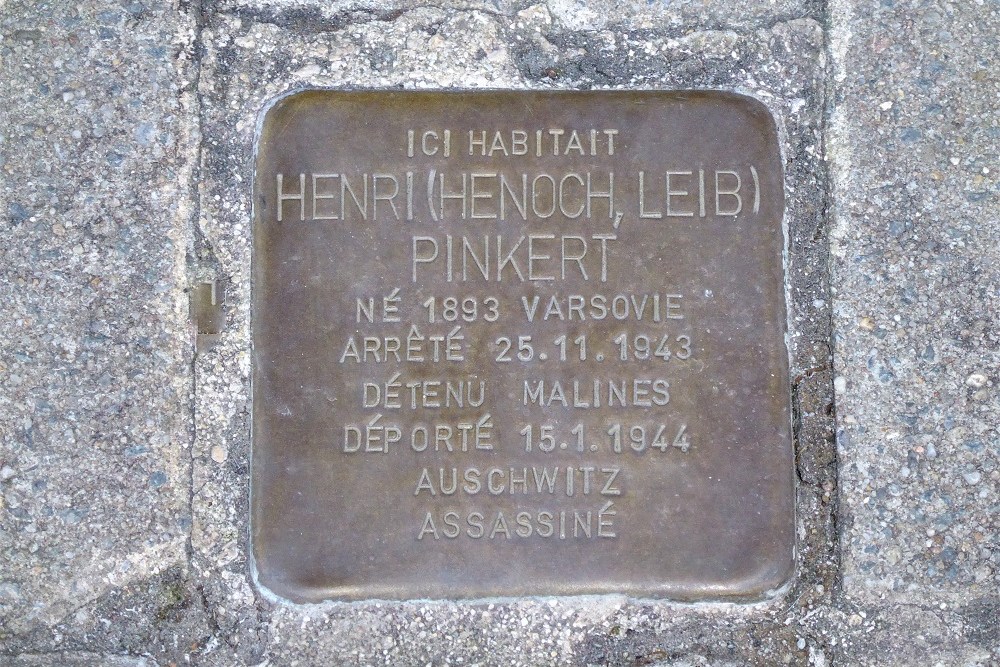 ICI HABITAIT
HENRI (HENOCH, LEIB)
PINKERT
NÉ 1893 VARSOVIE
ARRÊTÉ 25.11.1943
DÉTENU MALINES
DÉPORTÉ 15.1.1944
AUSCHWITZ
ASSASSINÉ